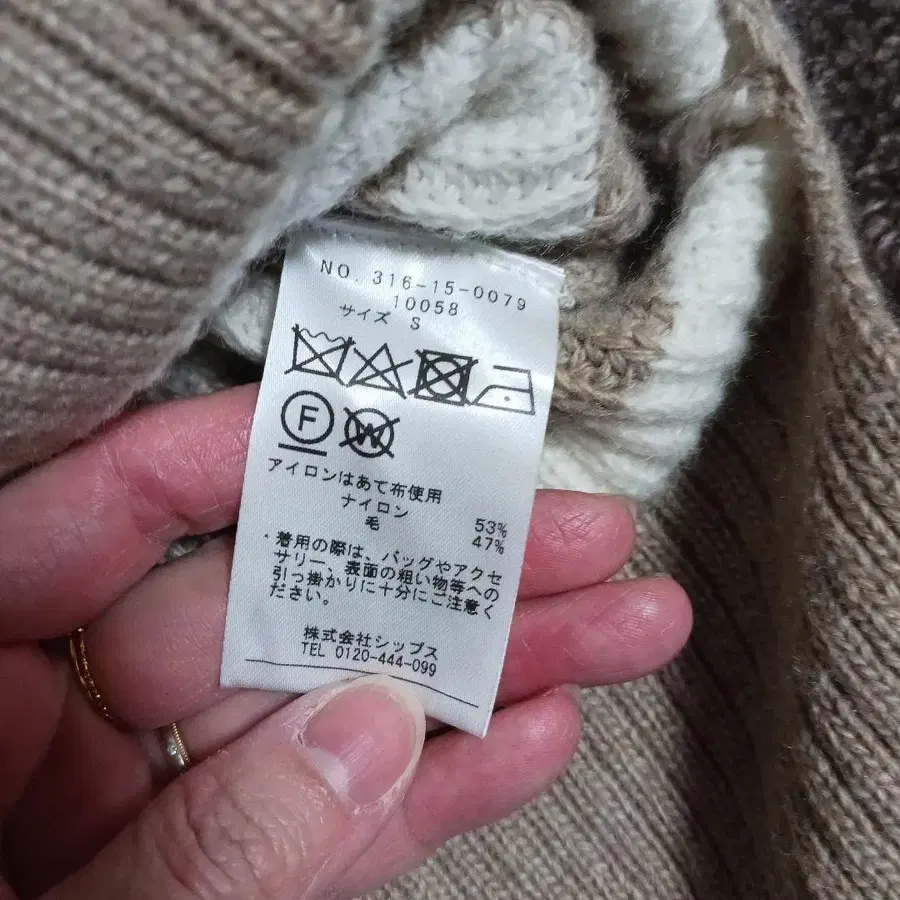 NO. 316-15-0079
10058
サイズ S
F
W
アイロンはあて布使用
ナイロン 53%
毛 47%
・着用の際は、バッグやアクセ
サリー、表面の粗い物等への
引っ掛かりに十分にご注意く
ださい。
株式会社シップス
TEL 0120-444-099